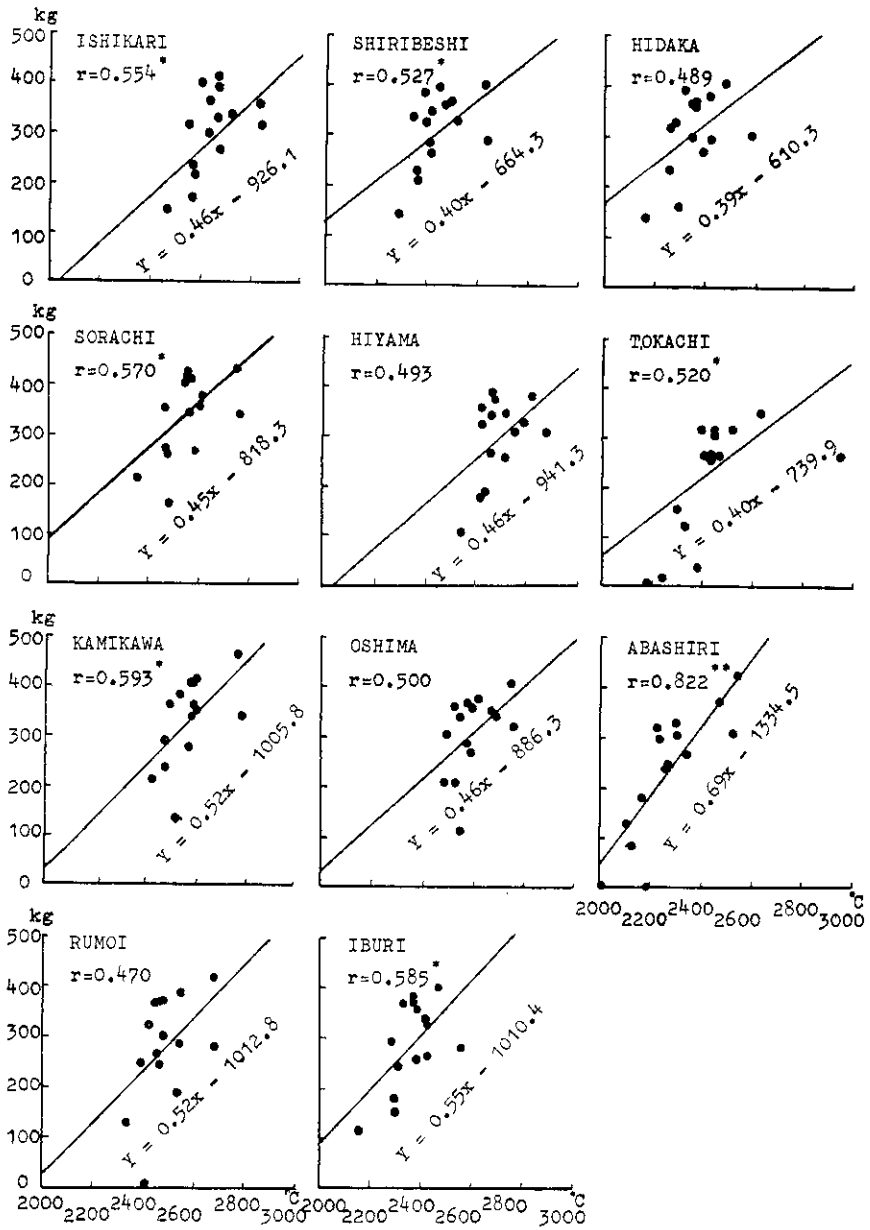 kg
500
400
300
200
100
0
ISHIKARI
r=0.554*
Y = 0.46x - 926.1
SHIRIBESHI
r=0.527*
Y = 0.40x - 664.3
HIDAKA
r=0.489
Y = 0.39x - 610.3
500
400
300
200
100
0
SORACHI
r=0.570*
Y = 0.45x - 818.3
HIYAMA
r=0.493
Y = 0.46x - 941.3
TOKACHI
r=0.520*
Y = 0.40x - 739.9
kg
500
400
300
200
100
0
KAMIKAWA
r=0.593*
Y = 0.52x - 1005.8
OSHIMA
r=0.500
Y = 0.46x - 886.3
ABASHIRI
r=0.822**
Y = 0.69x - 1334.5
2000 2200 2400 2600 2800 3000 °C
kg
500
400
300
200
100
0
RUMOI
r=0.470
Y = 0.52x - 1012.8
2000 2200 2400 2600 2800 3000 °C
IBURI
r=0.585*
Y = 0.55x - 1010.4
2000 2200 2400 2600 2800 3000 °C